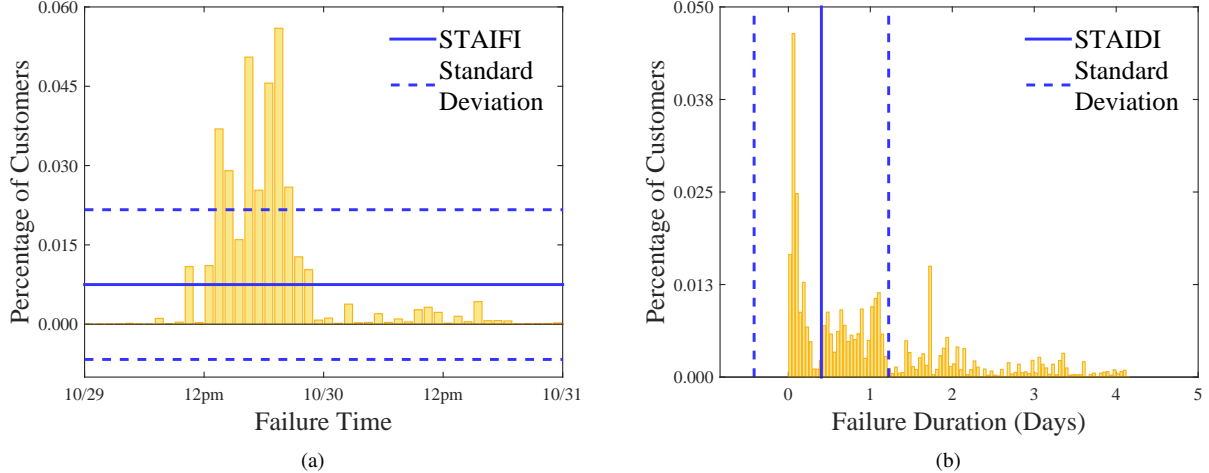 0.060
0.045
0.030
0.015
0.000
Percentage of Customers
STAIFI
Standard
Deviation
10/29
12pm
10/30
12pm
10/31
Failure Time
(a)
0.050
0.038
0.025
0.013
0.000
Percentage of Customers
STAIDI
Standard
Deviation
0
1
2
3
4
5
Failure Duration (Days)
(b)